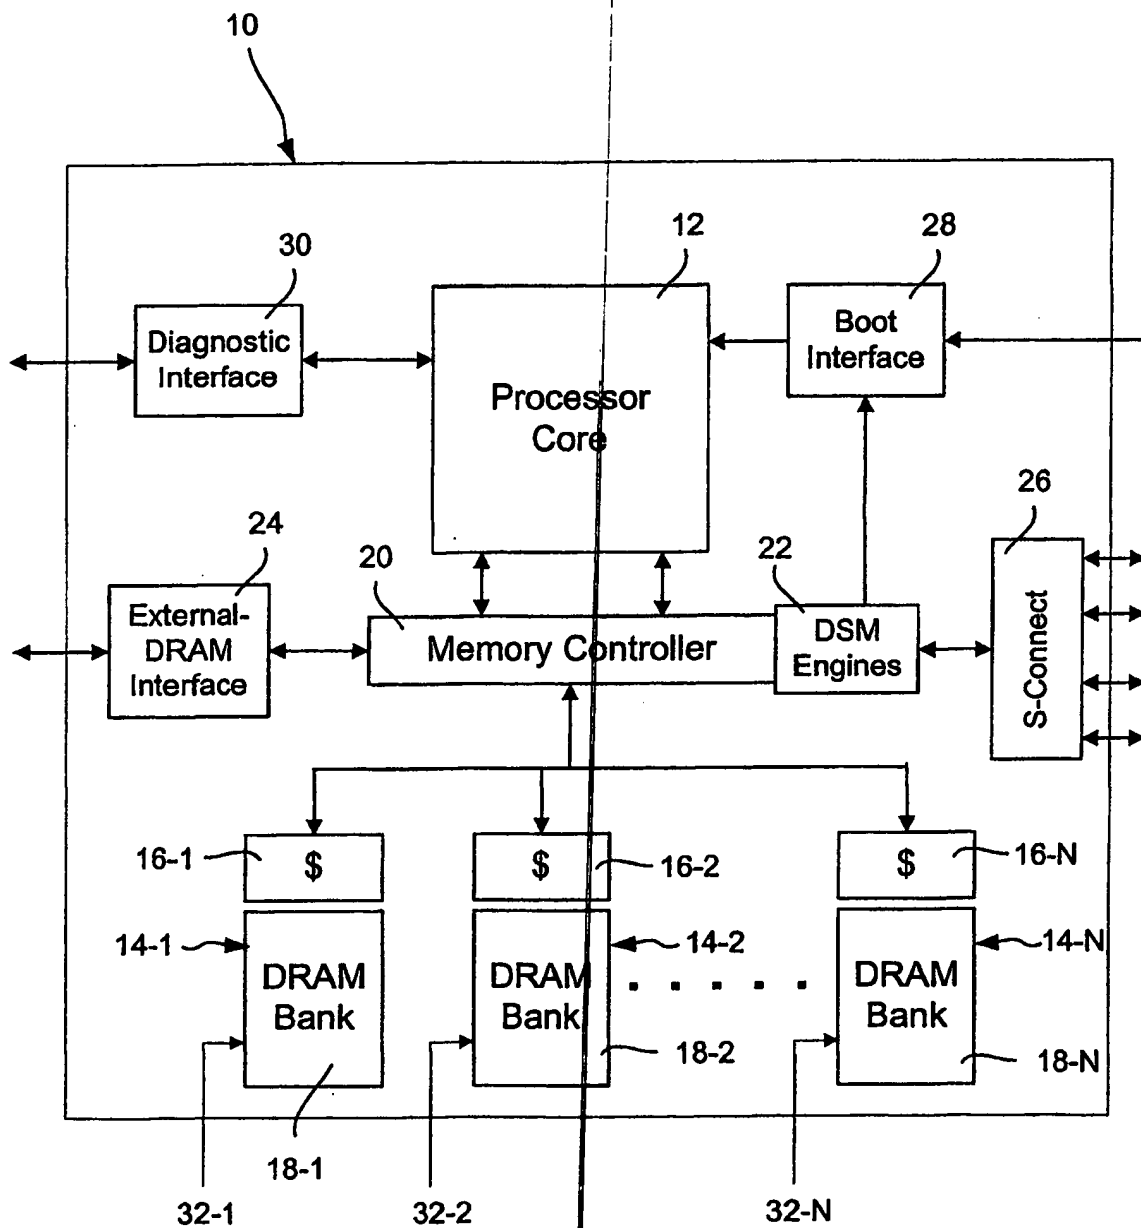 10
12
28
30
Diagnostic
Interface
Boot
Interface
Processor
Core
26
24
20
22
External-
DRAM
Interface
Memory Controller
DSM
Engines
S-Connect
16-1
$
$
16-2
$
16-N
14-1
DRAM
Bank
DRAM
Bank
14-2
DRAM
Bank
14-N
18-1
18-2
18-N
32-1
32-2
32-N